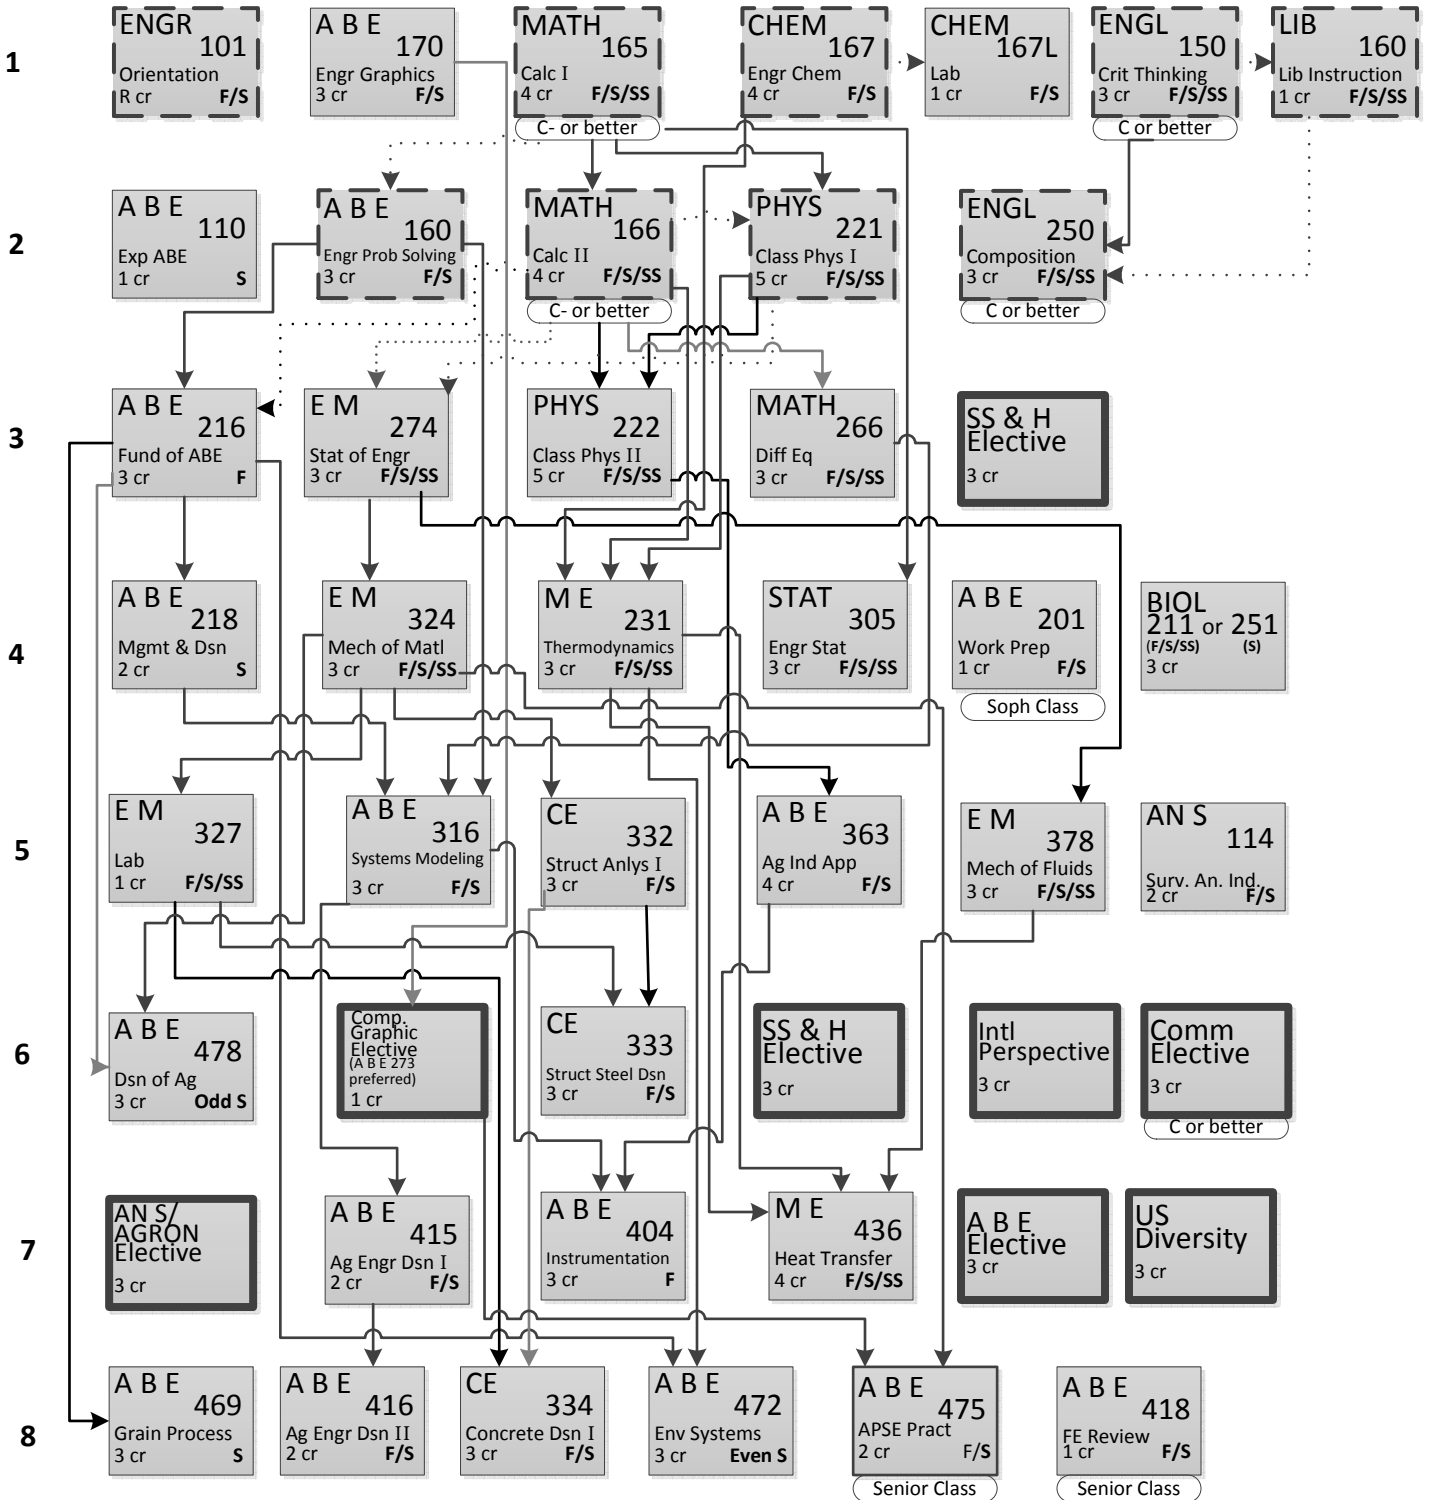 1
ENGR
101
Orientation
R cr F/S
A B E
170
Engr Graphics
3 cr F/S
MATH
165
Calc I
4 cr F/S/SS
C- or better
CHEM
167
Engr Chem
4 cr F/S
CHEM
167L
Lab
1 cr F/S
ENGL
150
Crit Thinking
3 cr F/S/SS
C or better
LIB
160
Lib Instruction
1 cr F/S/SS
2
A B E
110
Exp ABE
1 cr S
A B E
160
Engr Prob Solving
3 cr F/S
MATH
166
Calc II
4 cr F/S/SS
C- or better
PHYS
221
Class Phys I
5 cr F/S/SS
ENGL
250
Composition
3 cr F/S/SS
C or better
3
A B E
216
Fund of ABE
3 cr F
E M
274
Stat of Engr
3 cr F/S/SS
PHYS
222
Class Phys II
5 cr F/S/SS
MATH
266
Diff Eq
3 cr F/S/SS
SS & H
Elective
3 cr
4
A B E
218
Mgmt & Dsn
2 cr S
E M
324
Mech of Matl
3 cr F/S/SS
M E
231
Thermodynamics
3 cr F/S/SS
STAT
305
Engr Stat
3 cr F/S/SS
A B E
201
Work Prep
1 cr F/S
Soph Class
BIOL
211 or 251
(F/S/SS) (S)
3 cr
5
E M
327
Lab
1 cr F/S/SS
A B E
316
Systems Modeling
3 cr F/S
CE
332
Struct Anlys I
3 cr F/S
A B E
363
Ag Ind App
4 cr F/S
E M
378
Mech of Fluids
3 cr F/S/SS
AN S
114
Surv. An. Ind.
2 cr F/S
6
A B E
478
Dsn of Ag
3 cr Odd S
Comp.
Graphic
Elective
(A B E 273
preferred)
1 cr
CE
333
Struct Steel Dsn
3 cr F/S
SS & H
Elective
3 cr
Intl
Perspective
3 cr
Comm
Elective
3 cr
C or better
7
AN S/
AGRON
Elective
3 cr
A B E
415
Ag Engr Dsn I
2 cr F/S
A B E
404
Instrumentation
3 cr F
M E
436
Heat Transfer
4 cr F/S/SS
A B E
Elective
3 cr
US
Diversity
3 cr
8
A B E
469
Grain Process
3 cr S
A B E
416
Ag Engr Dsn II
2 cr F/S
CE
334
Concrete Dsn I
3 cr F/S
A B E
472
Env Systems
3 cr Even S
A B E
475
APSE Pract
2 cr F/S
Senior Class
A B E
418
FE Review
1 cr F/S
Senior Class